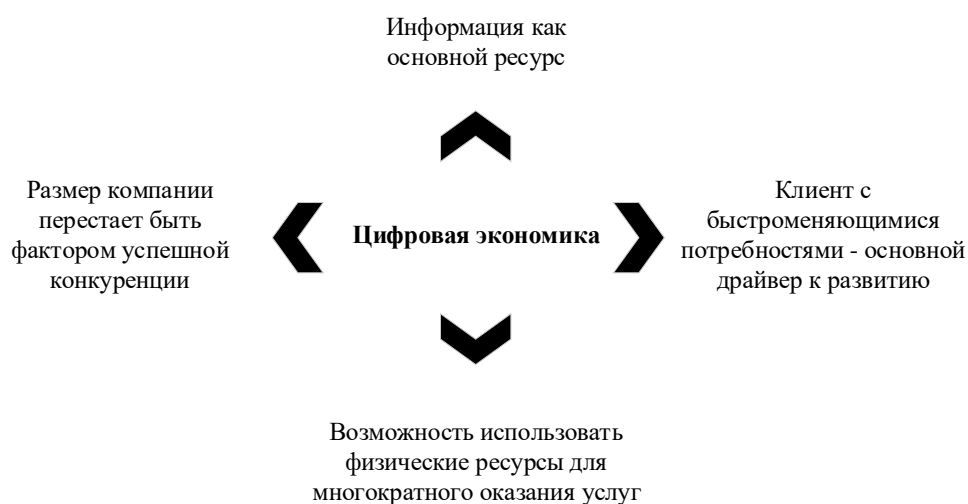 Информация как
основной ресурс
Размер компании
перестает быть
фактором успешной
конкуренции
Цифровая экономика
Клиент с
быстроменяющимися
потребностями - основной
драйвер к развитию
Возможность использовать
физические ресурсы для
многократного оказания услуг